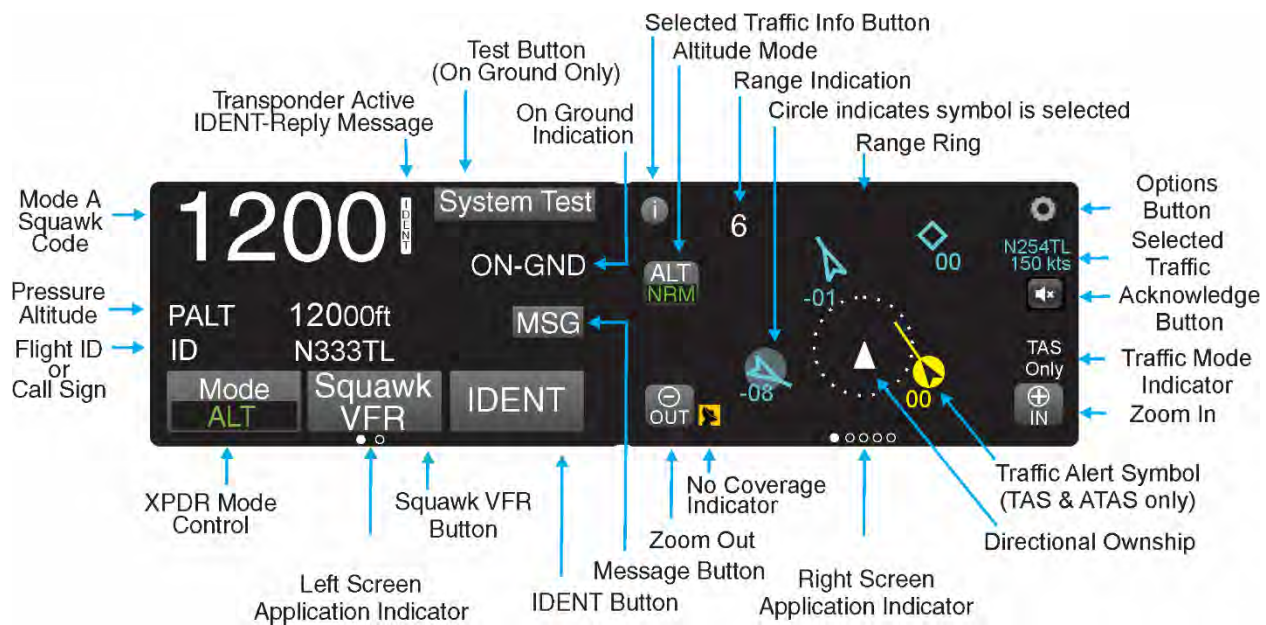 Selected Traffic Info Button
Altitude Mode
Test Button
(On Ground Only)
Range Indication
Transponder Active
IDENT-Reply Message
On Ground
Indication
Circle indicates symbol is selected
Range Ring
Mode A
Squawk
Code
1200
IDENT
System Test
ON-GND
PALT 12000ft
MSG
ID N333TL
Mode
ALT
Squawk
VFR
IDENT
Pressure
Altitude
Flight ID
or
Call Sign
i
6
ALT
NRM
-01
00
-08
00
OUT
N254TL
150 kts
TAS
Only
IN
Options
Button
Selected
Traffic
Acknowledge
Button
Traffic Mode
Indicator
Zoom In
XPDR Mode
Control
Squawk VFR
Button
No Coverage
Indicator
Traffic Alert Symbol
(TAS & ATAS only)
Zoom Out
Directional Ownship
Message Button
Left Screen
Application Indicator
IDENT Button
Right Screen
Application Indicator